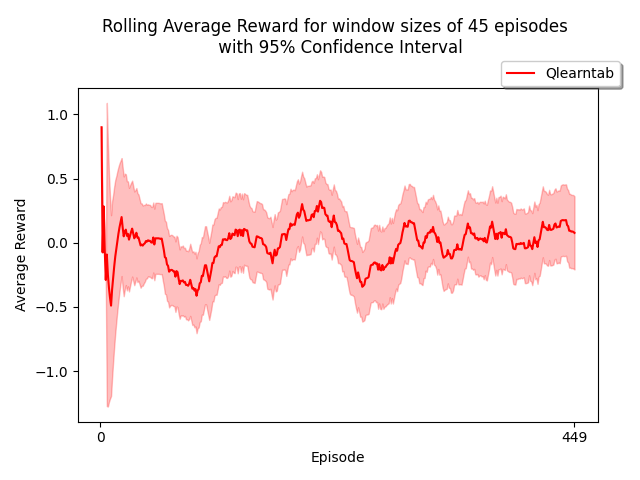 Rolling Average Reward for window sizes of 45 episodes
with 95% Confidence Interval
Qlearntab
1.0
0.5
0.0
−0.5
−1.0
Average Reward
0
449
Episode